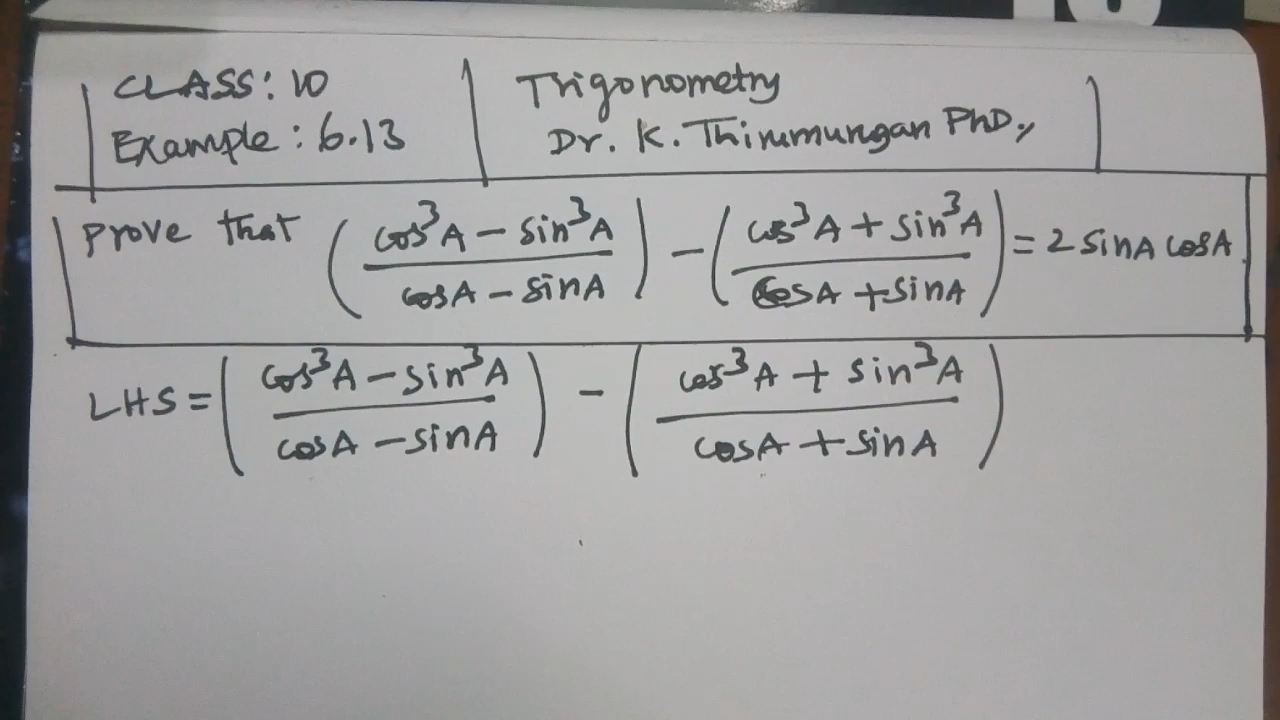 CLASS: 10
Example: 6.13
Trigonometry
Dr. K. Thirumurugan PhD.,
Prove that ((cos³A − sin³A)/(cosA − sinA)) − ((cos³A + sin³A)/(cosA + sinA)) = 2 sinA cosA
LHS = ((cos³A − sin³A)/(cosA − sinA)) − ((cos³A + sin³A)/(cosA + sinA))